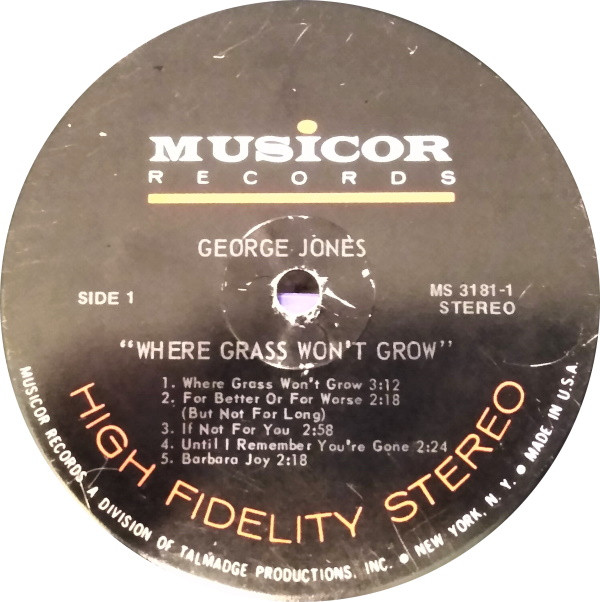 MUSiCOR
RECORDS
GEORGE JONES
SIDE 1
MS 3181-1
STEREO
"WHERE GRASS WON'T GROW"
1. Where Grass Won't Grow 3:12
2. For Better Or For Worse 2:18
(But Not For Long)
3. If Not For You 2:58
4. Until I Remember You're Gone 2:24
5. Barbara Joy 2:18
HIGH FIDELITY STEREO
MUSICOR RECORDS, A DIVISION OF TALMADGE PRODUCTIONS, INC. • NEW YORK, N. Y. • MADE IN U.S.A.